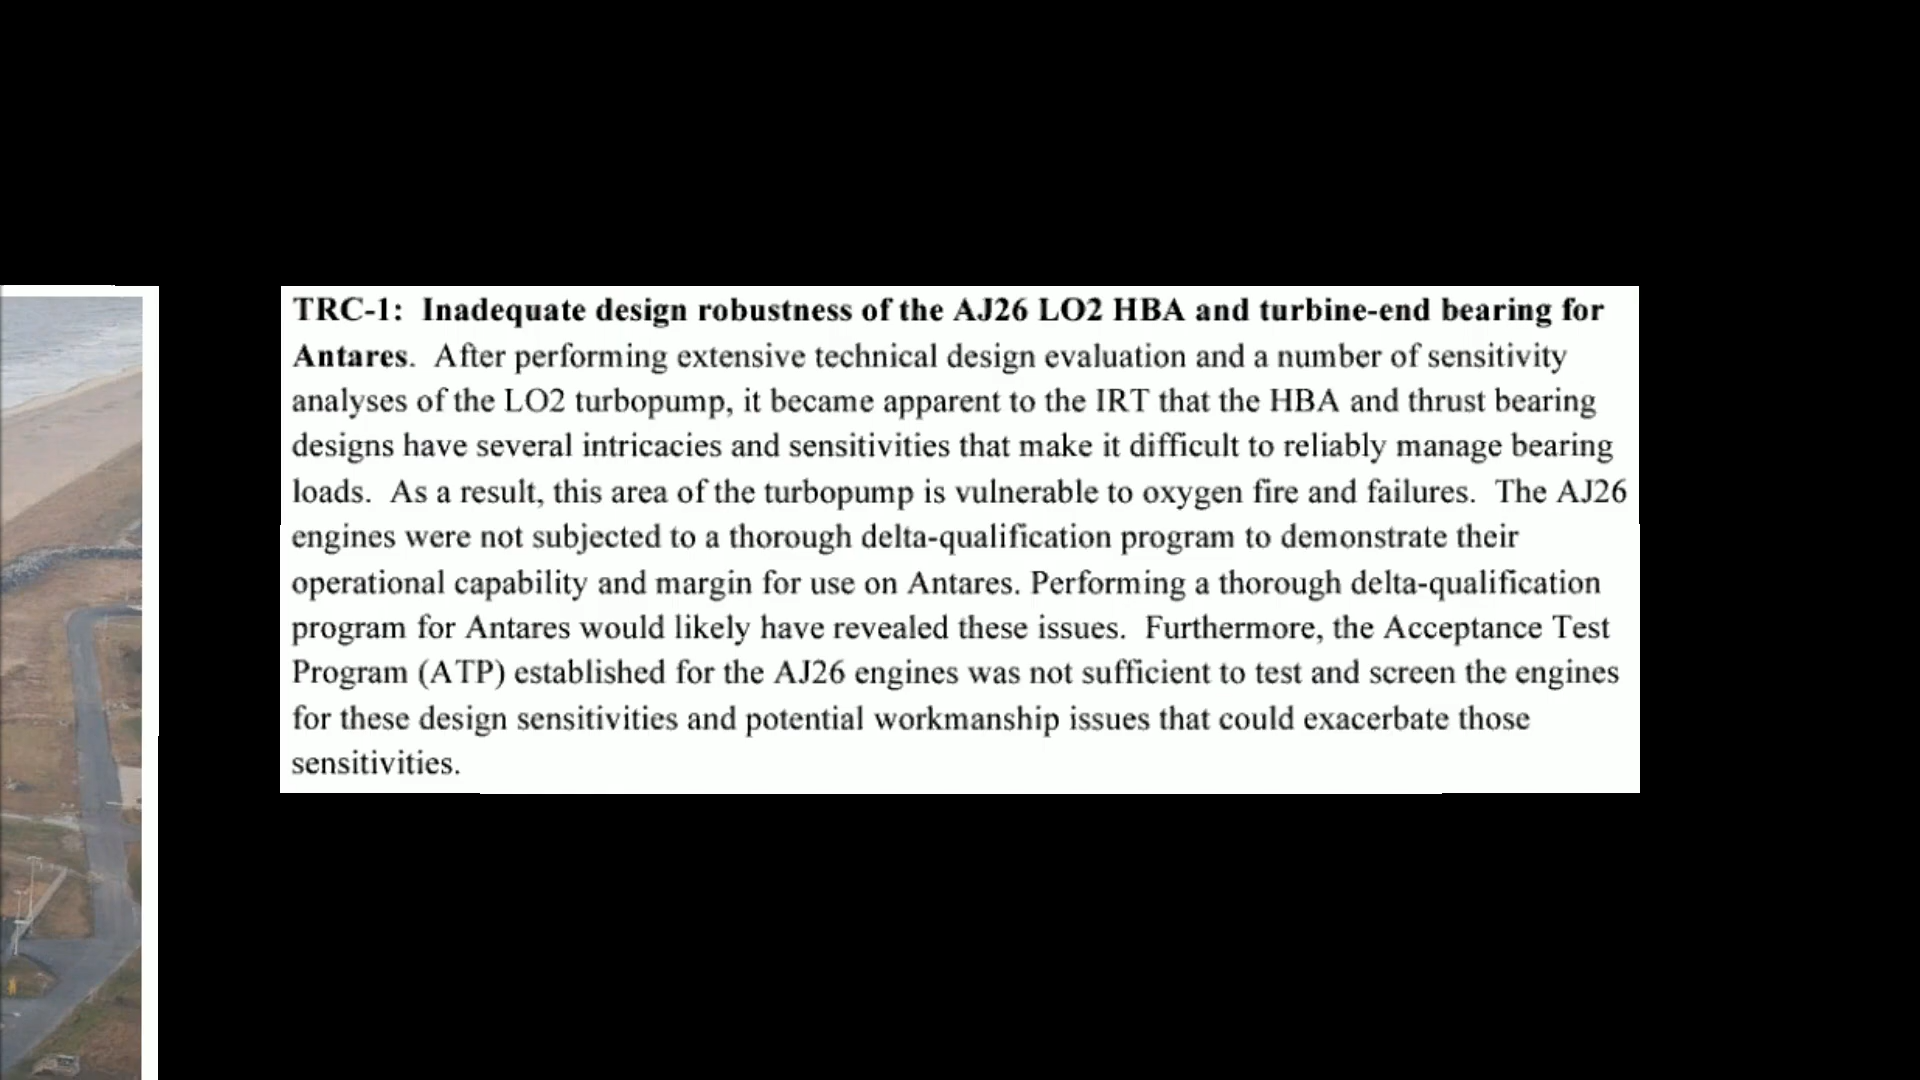 TRC-1: Inadequate design robustness of the AJ26 LO2 HBA and turbine-end bearing for
Antares. After performing extensive technical design evaluation and a number of sensitivity
analyses of the LO2 turbopump, it became apparent to the IRT that the HBA and thrust bearing
designs have several intricacies and sensitivities that make it difficult to reliably manage bearing
loads. As a result, this area of the turbopump is vulnerable to oxygen fire and failures. The AJ26
engines were not subjected to a thorough delta-qualification program to demonstrate their
operational capability and margin for use on Antares. Performing a thorough delta-qualification
program for Antares would likely have revealed these issues. Furthermore, the Acceptance Test
Program (ATP) established for the AJ26 engines was not sufficient to test and screen the engines
for these design sensitivities and potential workmanship issues that could exacerbate those
sensitivities.